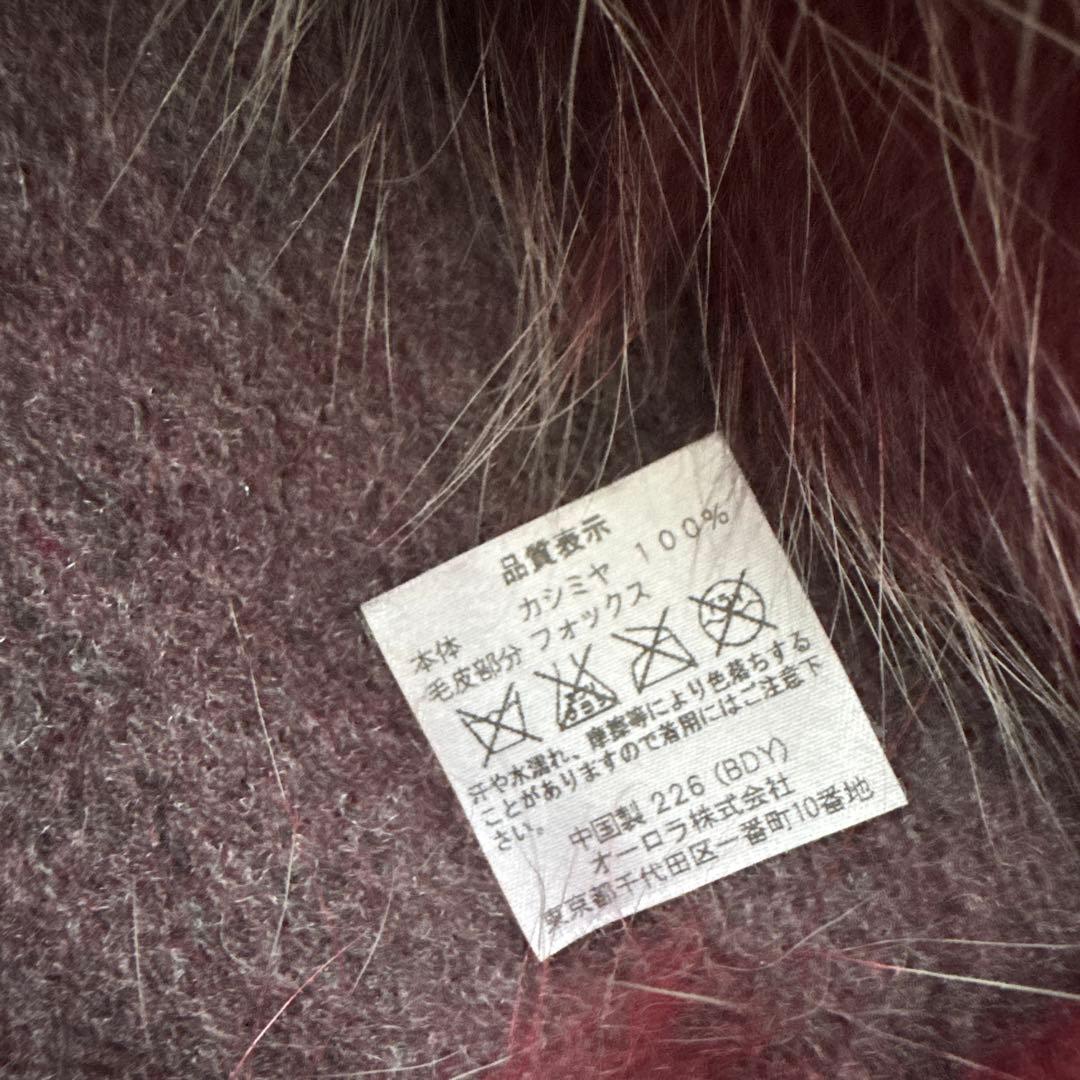 品質表示
本体 カシミヤ 100%
毛皮部分 フォックス
汗や水濡れ、摩擦等により色落ちする
ことがありますので着用にはご注意下
さい。
中国製 226 (BDY)
オーロラ株式会社
東京都千代田区一番町10番地